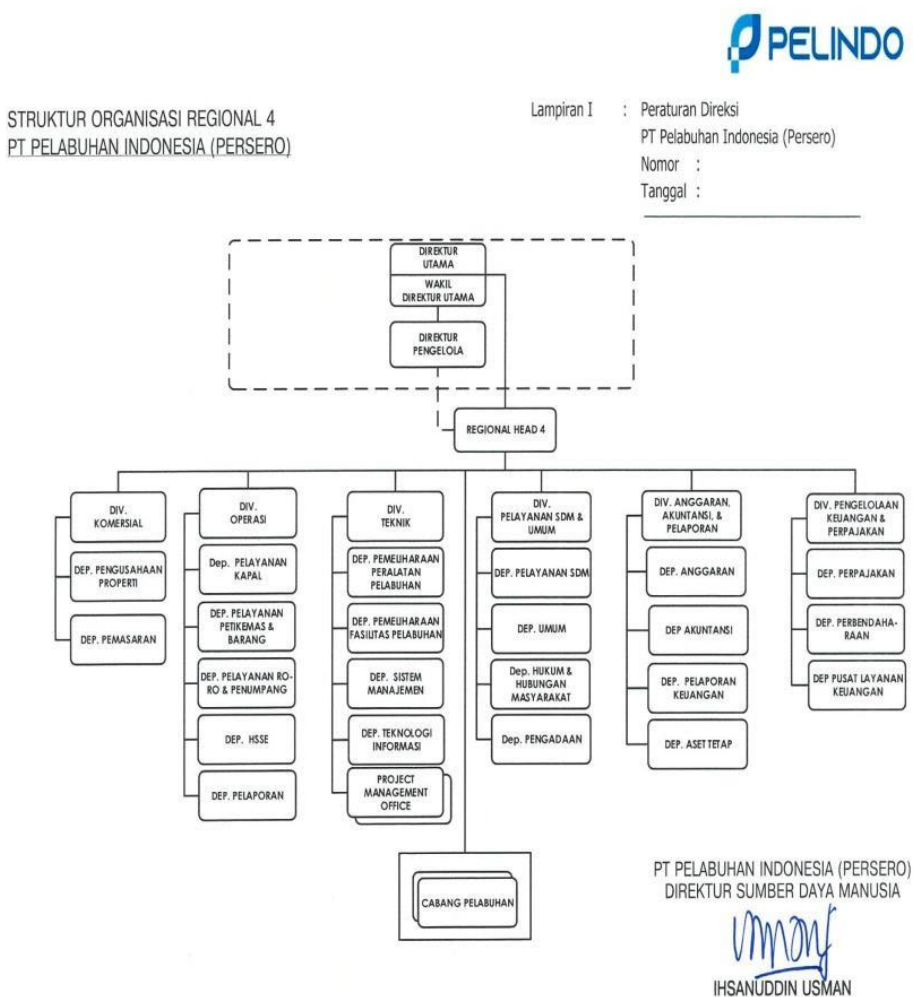 PELINDO
STRUKTUR ORGANISASI REGIONAL 4
PT PELABUHAN INDONESIA (PERSERO)
Lampiran I : Peraturan Direksi
PT Pelabuhan Indonesia (Persero)
Nomor :
Tanggal :
DIREKTUR
UTAMA
WAKIL
DIREKTUR UTAMA
DIREKTUR
PENGELOLA
REGIONAL HEAD 4
DIV.
KOMERSIAL
DEP. PENGUSAHAAN
PROPERTI
DEP. PEMASARAN
DIV.
OPERASI
Dep. PELAYANAN
KAPAL
DEP. PELAYANAN
PETIKEMAS &
BARANG
DEP. PELAYANAN RO-
RO & PENUMPANG
DEP. HSSE
DEP. PELAPORAN
DIV.
TEKNIK
DEP. PEMELIHARAAN
PERALATAN
PELABUHAN
DEP. PEMELIHARAAN
FASILITAS PELABUHAN
DEP. SISTEM
MANAJEMEN
DEP. TEKNOLOGI
INFORMASI
PROJECT
MANAGEMENT
OFFICE
DIV.
PELAYANAN SDM &
UMUM
DEP. PELAYANAN SDM
DEP. UMUM
Dep. HUKUM &
HUBUNGAN
MASYARAKAT
Dep. PENGADAAN
DIV. ANGGARAN,
AKUNTANSI, &
PELAPORAN
DEP. ANGGARAN
DEP AKUNTANSI
DEP. PELAPORAN
KEUANGAN
DEP. ASET TETAP
DIV. PENGELOLAAN
KEUANGAN &
PERPAJAKAN
DEP. PERPAJAKAN
DEP. PERBENDAHA-
RAAN
DEP PUSAT LAYANAN
KEUANGAN
CABANG PELABUHAN
PT PELABUHAN INDONESIA (PERSERO)
DIREKTUR SUMBER DAYA MANUSIA
IHSANUDDIN USMAN